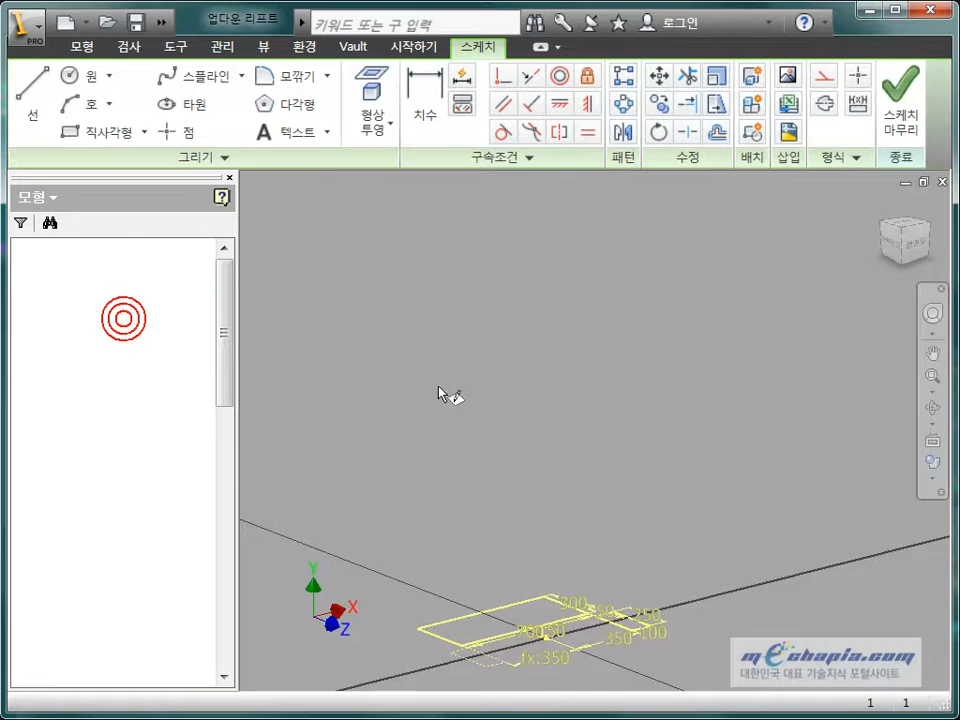 업다운 리프트
키워드 또는 구 입력
로그인
PRO
모형 검사 도구 관리 뷰 환경 Vault 시작하기 스케치
선
원
호
직사각형
스플라인
타원
점
모깎기
다각형
텍스트
형상
투영
치수
스케치
마무리
그리기
구속조건
패턴
수정
배치
삽입
형식
종료
모형
Y
X
Z
300
350
100
fx:350
mechapia.com
대한민국 대표 기술지식 포털사이트
1 1